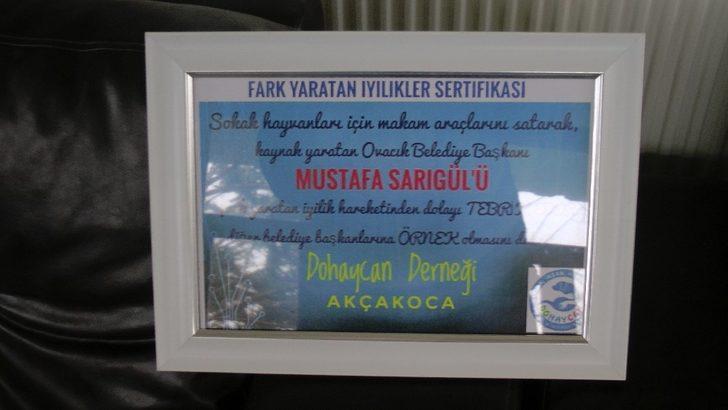 FARK YARATAN IYILIKLER SERTIFIKASI
Sokak hayvanları için makam araçlarını satarak,
kaynak yaratan Ovacık Belediye Başkanı
MUSTAFA SARIGÜL'Ü
yaratan iyilik hareketinden dolayı
diğer belediye başkanlarına ÖRNEK olmasını
Dohaycan Derneği
AKÇAKOCA